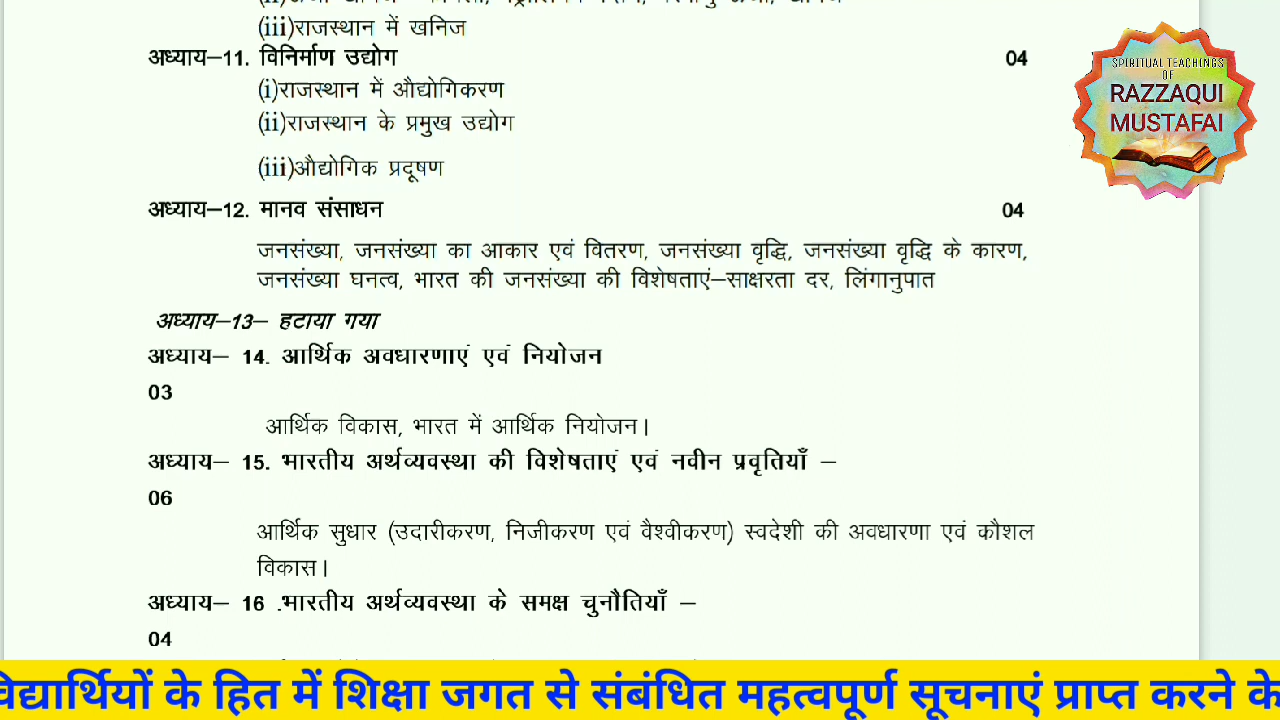 (iii)राजस्थान में खनिज
अध्याय–11. विनिर्माण उद्योग 04
(i)राजस्थान में औद्योगिकरण
(ii)राजस्थान के प्रमुख उद्योग
(iii)औद्योगिक प्रदूषण
अध्याय–12. मानव संसाधन 04
जनसंख्या, जनसंख्या का आकार एवं वितरण, जनसंख्या वृद्धि, जनसंख्या वृद्धि के कारण,
जनसंख्या घनत्व, भारत की जनसंख्या की विशेषताएं–साक्षरता दर, लिंगानुपात
अध्याय–13– हटाया गया
अध्याय– 14. आर्थिक अवधारणाएं एवं नियोजन
03
आर्थिक विकास, भारत में आर्थिक नियोजन।
अध्याय– 15. भारतीय अर्थव्यवस्था की विशेषताएं एवं नवीन प्रवृतियाँ –
06
आर्थिक सुधार (उदारीकरण, निजीकरण एवं वैश्वीकरण) स्वदेशी की अवधारणा एवं कौशल
विकास।
अध्याय– 16 .भारतीय अर्थव्यवस्था के समक्ष चुनौतियाँ –
04
SPIRITUAL TEACHINGS
OF
RAZZAQUI
MUSTAFAI
विद्यार्थियों के हित में शिक्षा जगत से संबंधित महत्वपूर्ण सूचनाएं प्राप्त करने के